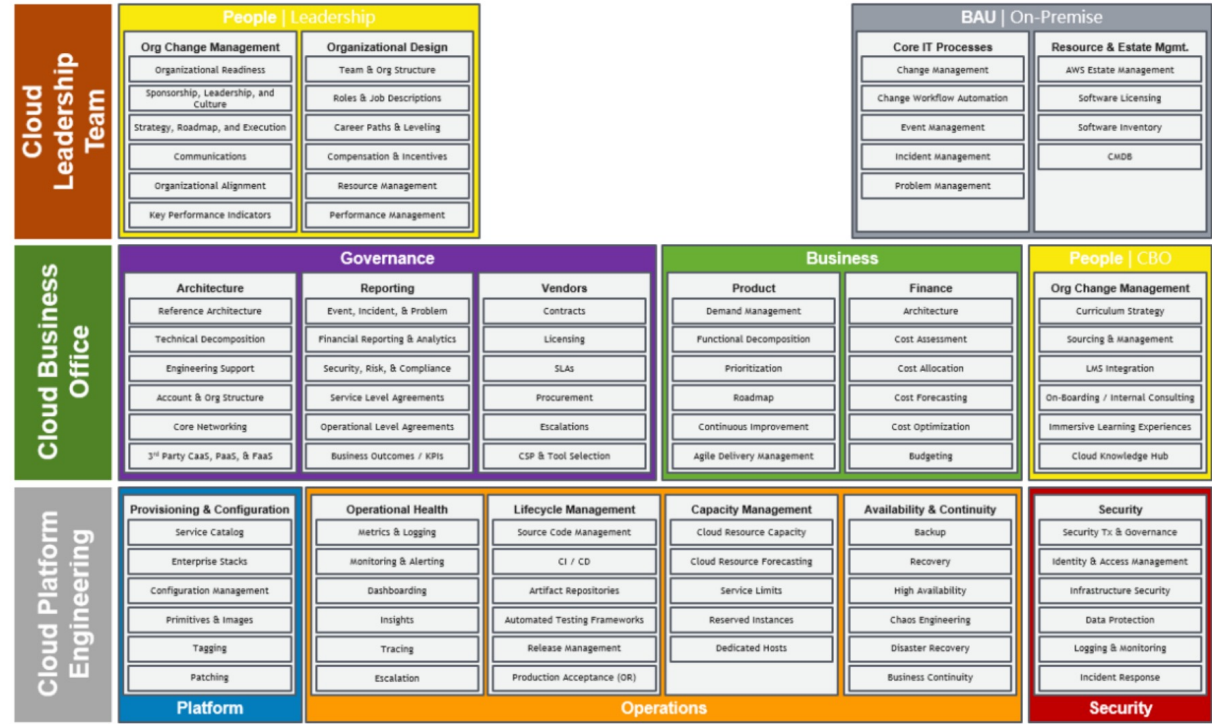 Cloud
Leadership
Team
People | Leadership
Org Change Management
Organizational Readiness
Sponsorship, Leadership, and
Culture
Strategy, Roadmap, and Execution
Communications
Organizational Alignment
Key Performance Indicators
Organizational Design
Team & Org Structure
Roles & Job Descriptions
Career Paths & Leveling
Compensation & Incentives
Resource Management
Performance Management
BAU | On-Premise
Core IT Processes
Change Management
Change Workflow Automation
Event Management
Incident Management
Problem Management
Resource & Estate Mgmt.
AWS Estate Management
Software Licensing
Software Inventory
CMDB
Cloud Business
Office
Governance
Architecture
Reference Architecture
Technical Decomposition
Engineering Support
Account & Org Structure
Core Networking
3rd Party CaaS, PaaS, & FaaS
Reporting
Event, Incident, & Problem
Financial Reporting & Analytics
Security, Risk, & Compliance
Service Level Agreements
Operational Level Agreements
Business Outcomes / KPIs
Vendors
Contracts
Licensing
SLAs
Procurement
Escalations
CSP & Tool Selection
Business
Product
Demand Management
Functional Decomposition
Prioritization
Roadmap
Continuous Improvement
Agile Delivery Management
Finance
Architecture
Cost Assessment
Cost Allocation
Cost Forecasting
Cost Optimization
Budgeting
People | CBO
Org Change Management
Curriculum Strategy
Sourcing & Management
LMS Integration
On-Boarding / Internal Consulting
Immersive Learning Experiences
Cloud Knowledge Hub
Cloud Platform
Engineering
Provisioning & Configuration
Service Catalog
Enterprise Stacks
Configuration Management
Primitives & Images
Tagging
Patching
Platform
Operational Health
Metrics & Logging
Monitoring & Alerting
Dashboarding
Insights
Tracing
Escalation
Lifecycle Management
Source Code Management
CI / CD
Artifact Repositories
Automated Testing Frameworks
Release Management
Production Acceptance (OR)
Capacity Management
Cloud Resource Capacity
Cloud Resource Forecasting
Service Limits
Reserved Instances
Dedicated Hosts
Availability & Continuity
Backup
Recovery
High Availability
Chaos Engineering
Disaster Recovery
Business Continuity
Operations
Security
Security Tx & Governance
Identity & Access Management
Infrastructure Security
Data Protection
Logging & Monitoring
Incident Response
Security